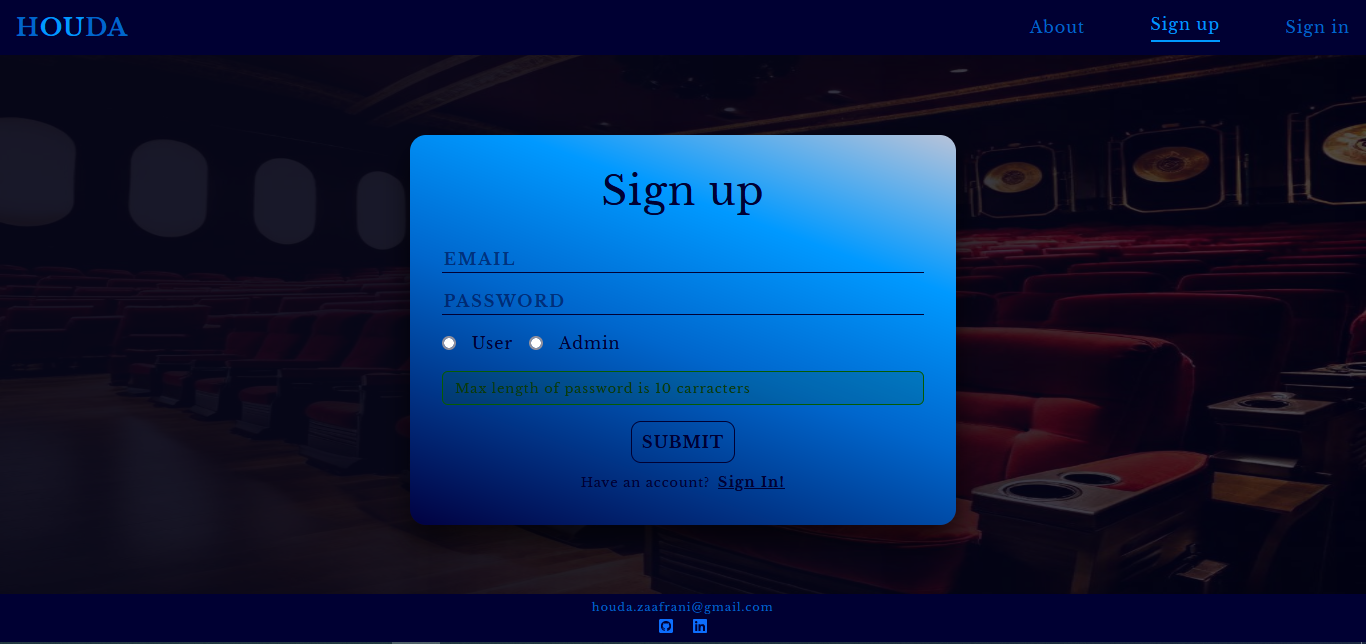 HOUDA About Sign up Sign in
Sign up
EMAIL
PASSWORD
User Admin
Max length of password is 10 carracters
SUBMIT
Have an account? Sign In!
houda.zaafrani@gmail.com
in